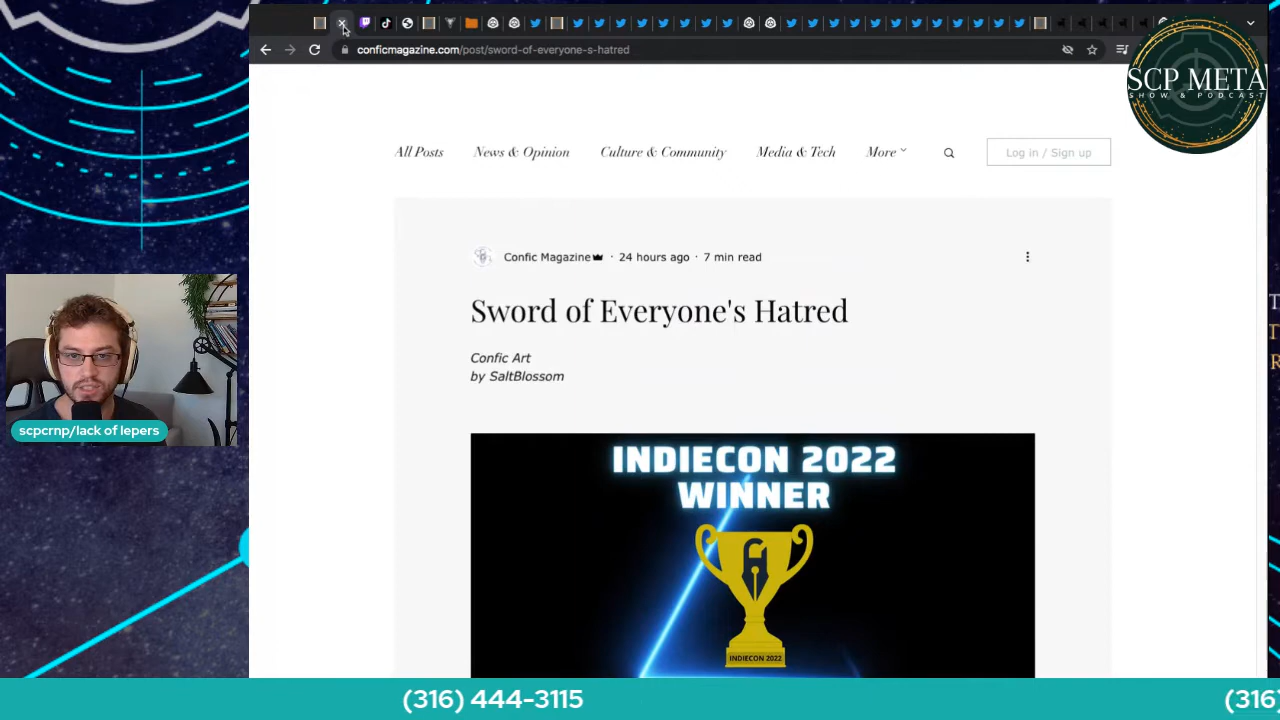 conficmagazine.com/post/sword-of-everyone-s-hatred
SCP META
SHOW & PODCAST
All Posts
News & Opinion
Culture & Community
Media & Tech
More
Log in / Sign up
Confic Magazine · 24 hours ago · 7 min read
Sword of Everyone's Hatred
Confic Art
by SaltBlossom
scpcrnp/lack of lepers
INDIECON 2022
WINNER
INDIECON 2022
T
T
R
(316) 444-3115
(316)